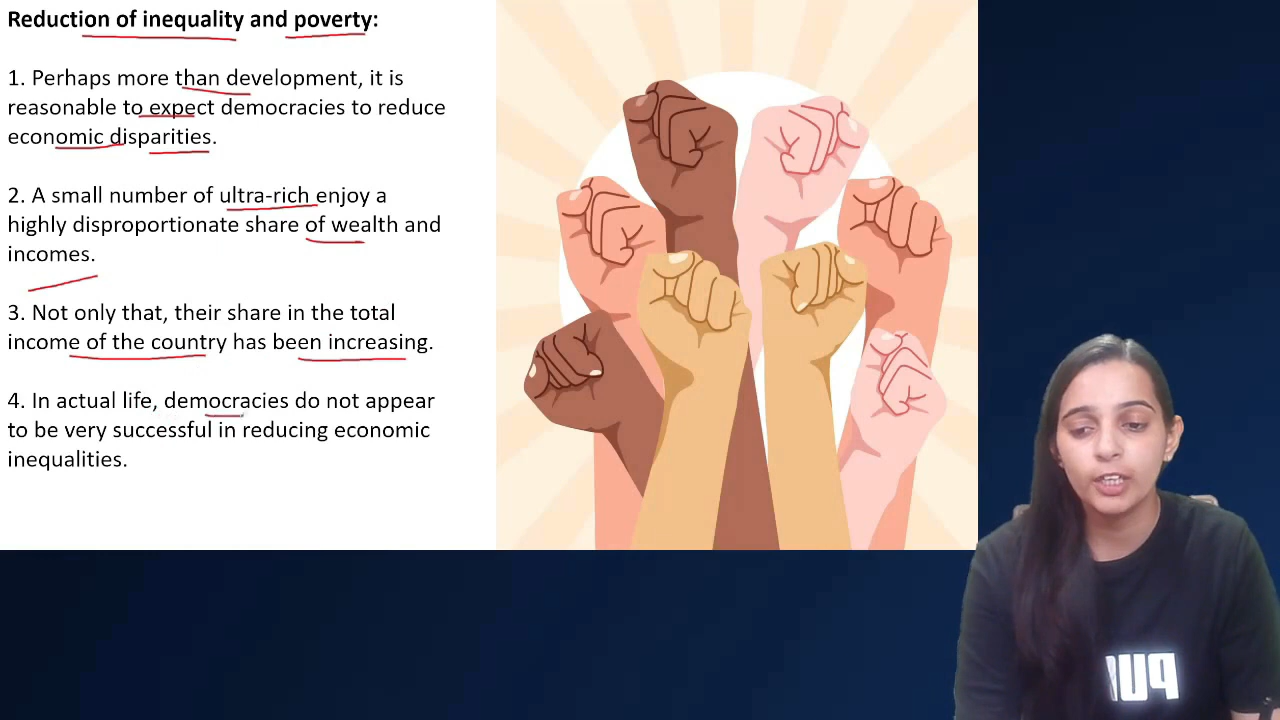 Reduction of inequality and poverty:
1. Perhaps more than development, it is
reasonable to expect democracies to reduce
economic disparities.
2. A small number of ultra-rich enjoy a
highly disproportionate share of wealth and
incomes.
3. Not only that, their share in the total
income of the country has been increasing.
4. In actual life, democracies do not appear
to be very successful in reducing economic
inequalities.